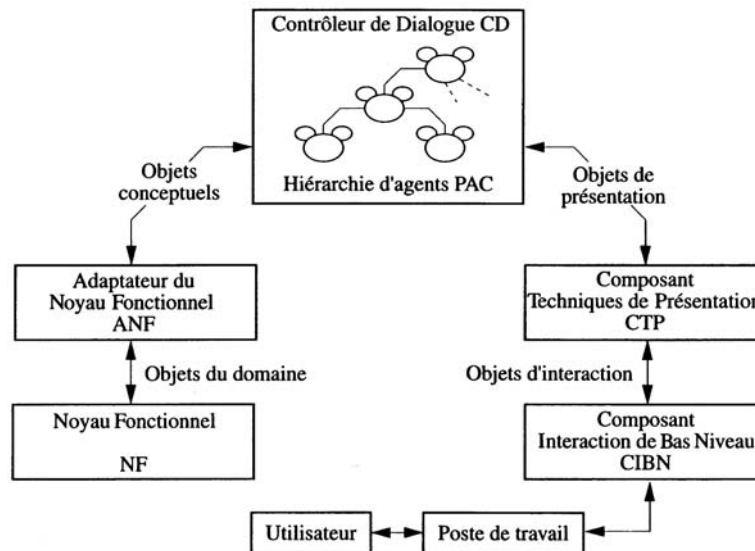 Contrôleur de Dialogue CD
Hiérarchie d'agents PAC
Objets
conceptuels
Objets de
présentation
Adaptateur du
Noyau Fonctionnel
ANF
Composant
Techniques de Présentation
CTP
Objets du domaine
Objets d'interaction
Noyau Fonctionnel
NF
Composant
Interaction de Bas Niveau
CIBN
Utilisateur
Poste de travail